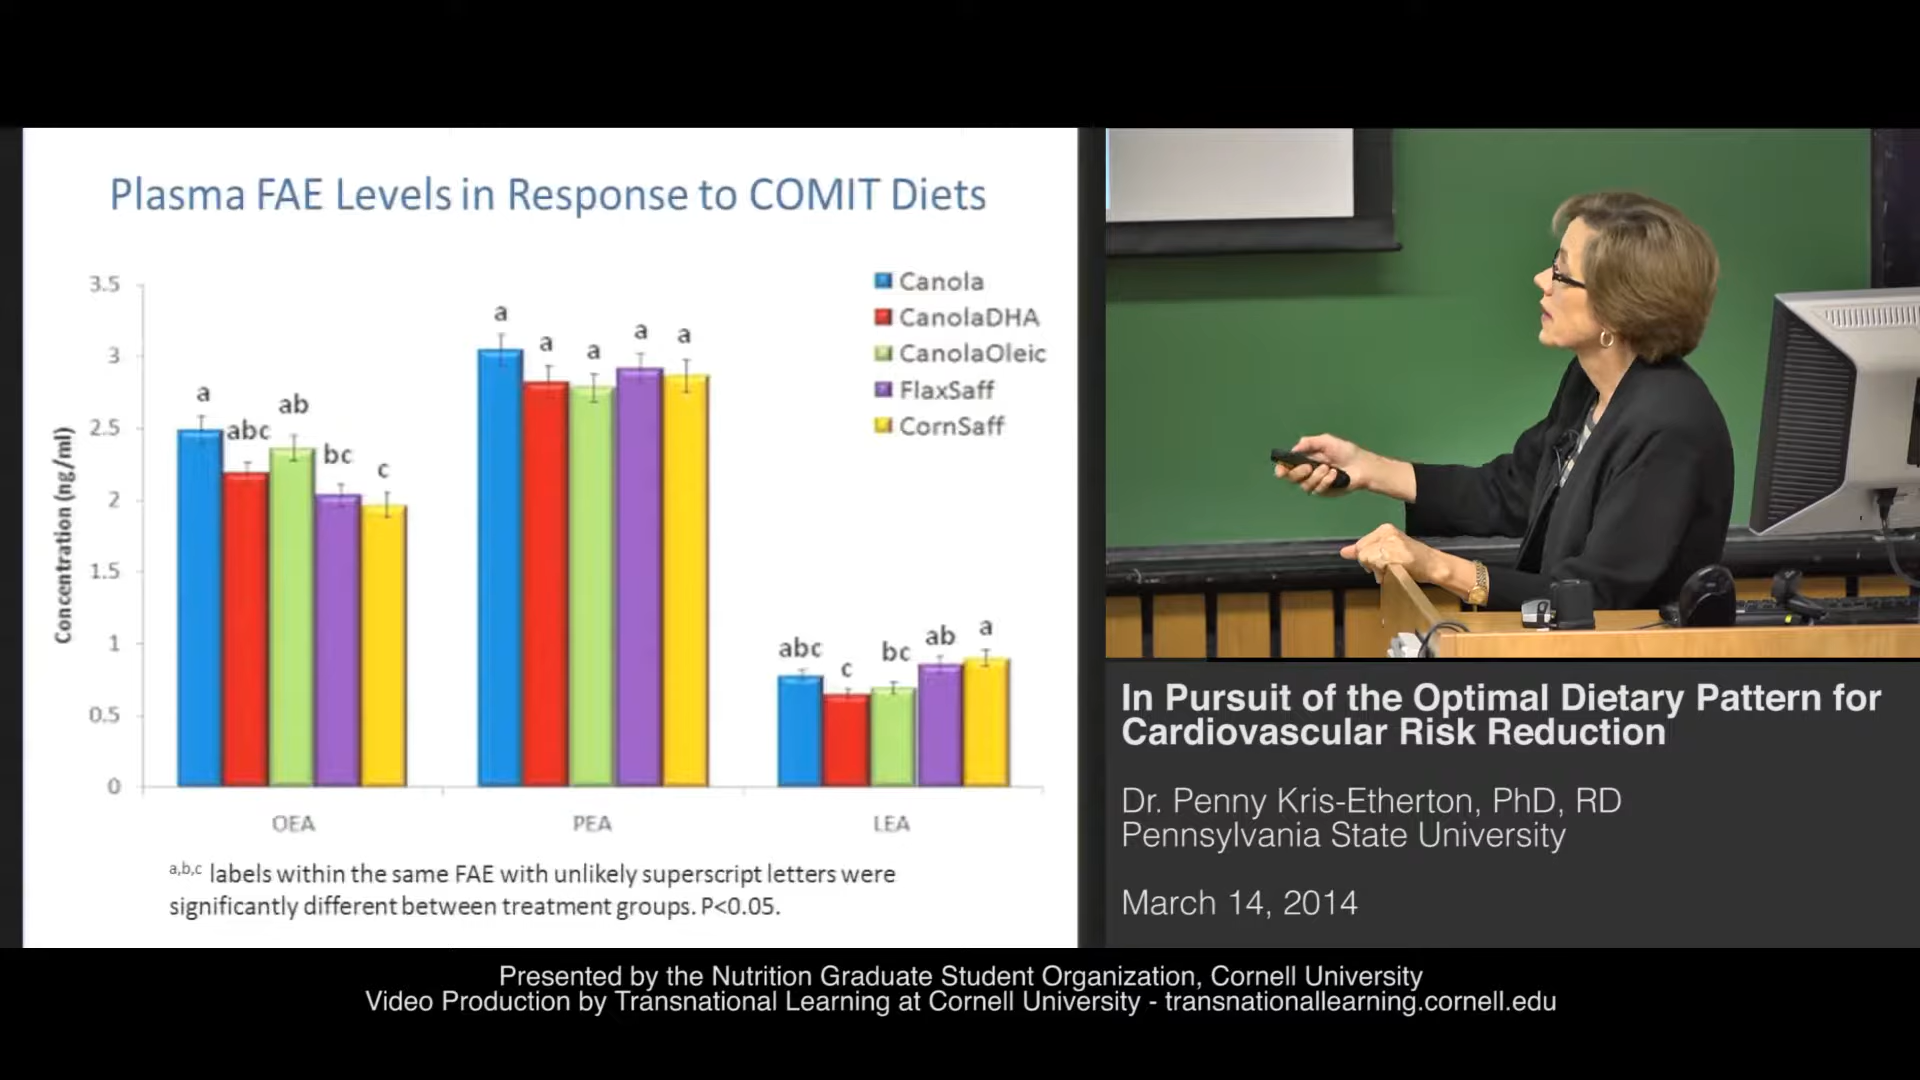 Plasma FAE Levels in Response to COMIT Diets
3.5
3
2.5
2
1.5
1
0.5
0
Concentration (ng/ml)
a
abc
ab
bc
c
a
a
a
a
a
abc
c
bc
ab
a
OEA
PEA
LEA
Canola
CanolaDHA
CanolaOleic
FlaxSaff
CornSaff
a,b,c labels within the same FAE with unlikely superscript letters were
significantly different between treatment groups. P<0.05.
In Pursuit of the Optimal Dietary Pattern for
Cardiovascular Risk Reduction
Dr. Penny Kris-Etherton, PhD, RD
Pennsylvania State University
March 14, 2014
Presented by the Nutrition Graduate Student Organization, Cornell University
Video Production by Transnational Learning at Cornell University - transnationallearning.cornell.edu